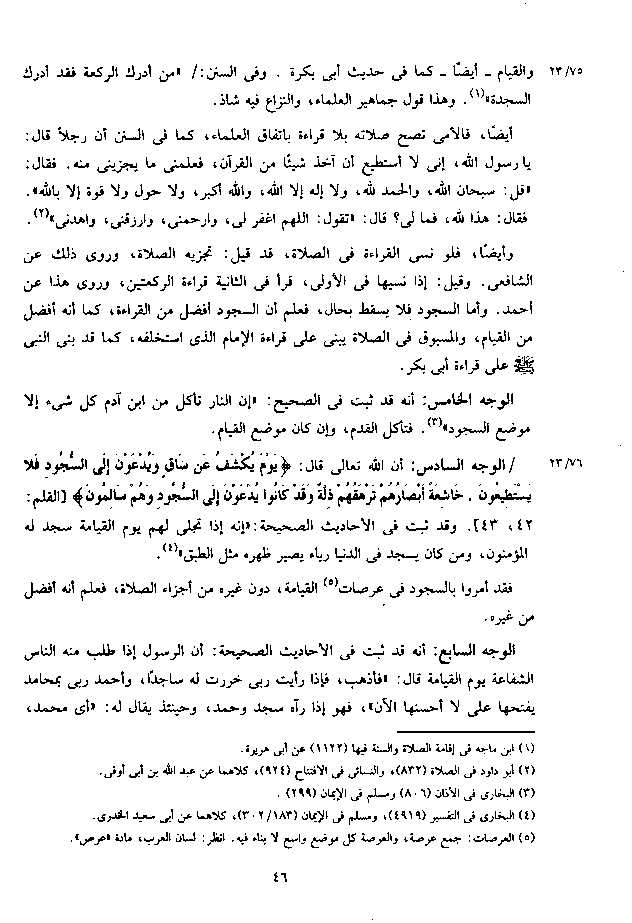 ٢٣/٧٥ والقيام ـ أيضًا ـ كما فى حديث أبى بكرة . وفى السنن:/ «من أدرك الركعة فقد أدرك
السجدة»(١). وهذا قول جماهير العلماء، والنزاع فيه شاذ.
أيضًا، فالأمى تصح صلاته بلا قراءة باتفاق العلماء، كما فى السنن أن رجلاً قال:
يا رسول الله، إنى لا أستطيع أن آخذ شيئًا من القرآن، فعلمنى ما يجزينى منه. فقال:
«قل: سبحان الله، والحمد لله، ولا إله إلا الله، والله أكبر، ولا حول ولا قوة إلا بالله».
فقال: هذا لله، فما لى؟ قال: «تقول: اللهم اغفر لى، وارحمنى، وارزقنى، واهدنى»(٢).
وأيضًا، فلو نسى القراءة فى الصلاة، قد قيل: تجزيه الصلاة، وروى ذلك عن
الشافعى. وقيل: إذا نسيها فى الأولى، قرأ فى الثانية قراءة الركعتين، وروى هذا عن
أحمد. وأما السجود فلا يسقط بحال، فعلم أن السجود أفضل من القراءة، كما أنه أفضل
من القيام، والمسبوق فى الصلاة يبنى على قراءة الإمام الذى استخلفه، كما قد بنى النبى
ﷺ على قراءة أبى بكر.
الوجه الخامس: أنه قد ثبت فى الصحيح: «إن النار تأكل من ابن آدم كل شىء إلا
موضع السجود»(٣). فتأكل القدم، وإن كان موضع القيام.
٢٣/٧٦ / الوجه السادس: أن الله تعالى قال: ﴿يَوْمَ يُكْشَفُ عَن سَاقٍ وَيُدْعَوْنَ إِلَى السُّجُودِ فَلا
يَسْتَطِيعُونَ . خَاشِعَةً أَبْصَارُهُمْ تَرْهَقُهُمْ ذِلَّةٌ وَقَدْ كَانُوا يُدْعَوْنَ إِلَى السُّجُودِ وَهُمْ سَالِمُونَ﴾ [القلم:
٤٢، ٤٣]. وقد ثبت فى الأحاديث الصحيحة: «إنه إذا تجلى لهم يوم القيامة سجد له
المؤمنون، ومن كان يسجد فى الدنيا رياء يصير ظهره مثل الطبق»(٤).
فقد أمروا بالسجود فى عرصات(٥) القيامة، دون غيره من أجزاء الصلاة، فعلم أنه أفضل
من غيره.
الوجه السابع: أنه قد ثبت فى الأحاديث الصحيحة: أن الرسول إذا طلب منه الناس
الشفاعة يوم القيامة قال: «فأذهب، فإذا رأيت ربى خررت له ساجدًا، وأحمد ربى بمحامد
يفتحها على لا أحسنها الآن»، فهو إذا رآه سجد وحمد، وحينئذ يقال له: «أى محمد،
(١) ابن ماجه فى إقامة الصلاة والسنة فيها (١١٢٢) عن أبى هريرة.
(٢) أبو داود فى الصلاة (٨٣٢)، والنسائى فى الافتتاح (٩٢٤)، كلاهما عن عبد الله بن أبى أوفى.
(٣) البخارى فى الأذان (٨٠٦) ومسلم فى الإيمان (٢٩٩) .
(٤) البخارى فى التفسير (٤٩١٩)، ومسلم فى الإيمان (٣٠٢/١٨٣)، كلاهما عن أبى سعيد الخدرى.
(٥) العرصات: جمع عرصة، والعرصة كل موضع واسع لا بناء فيه. انظر: لسان العرب، مادة «عرص».
٤٦